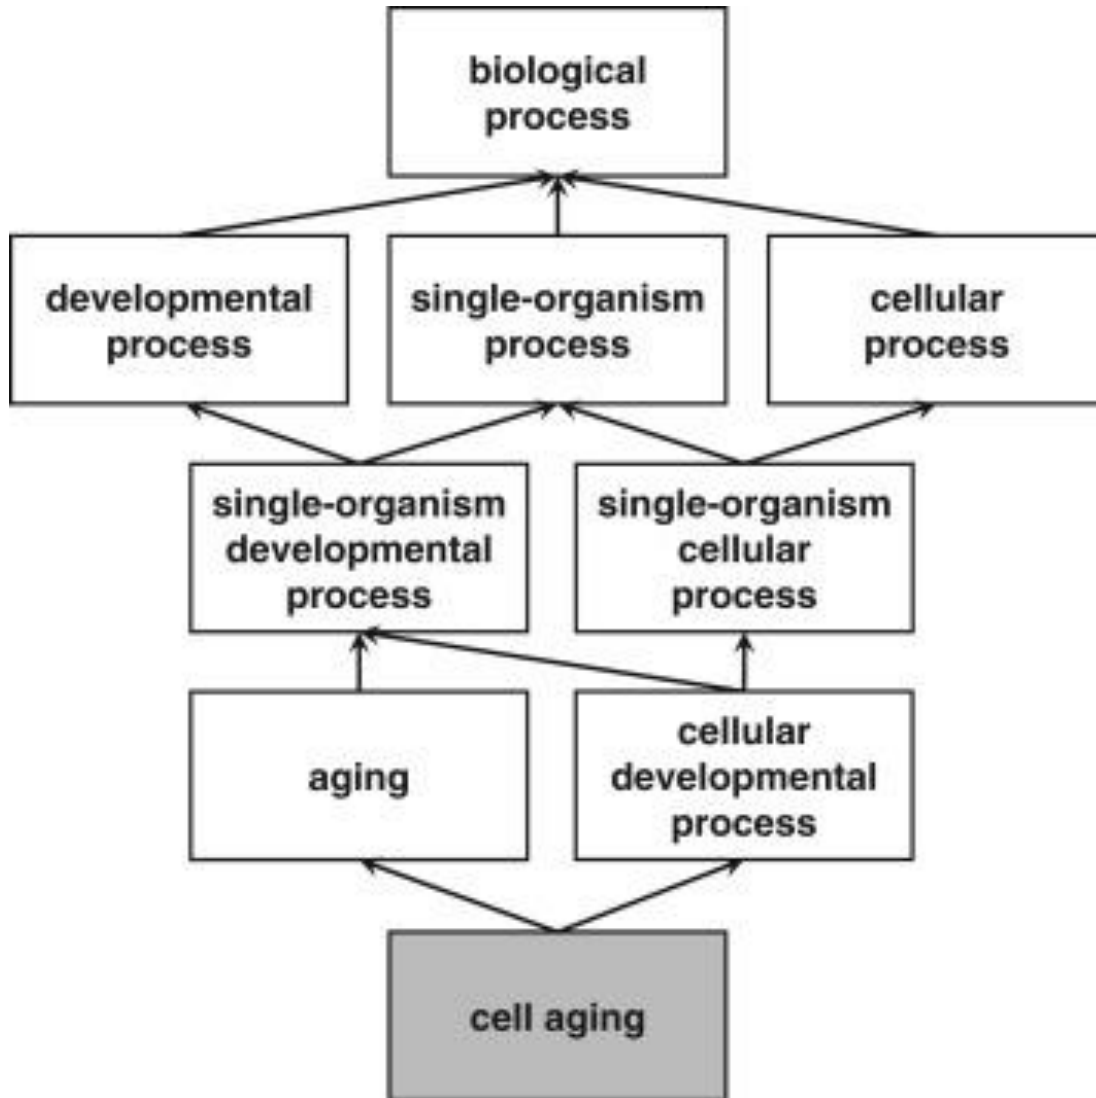 biological
process
developmental
process
single-organism
process
cellular
process
single-organism
developmental
process
single-organism
cellular
process
aging
cellular
developmental
process
cell aging